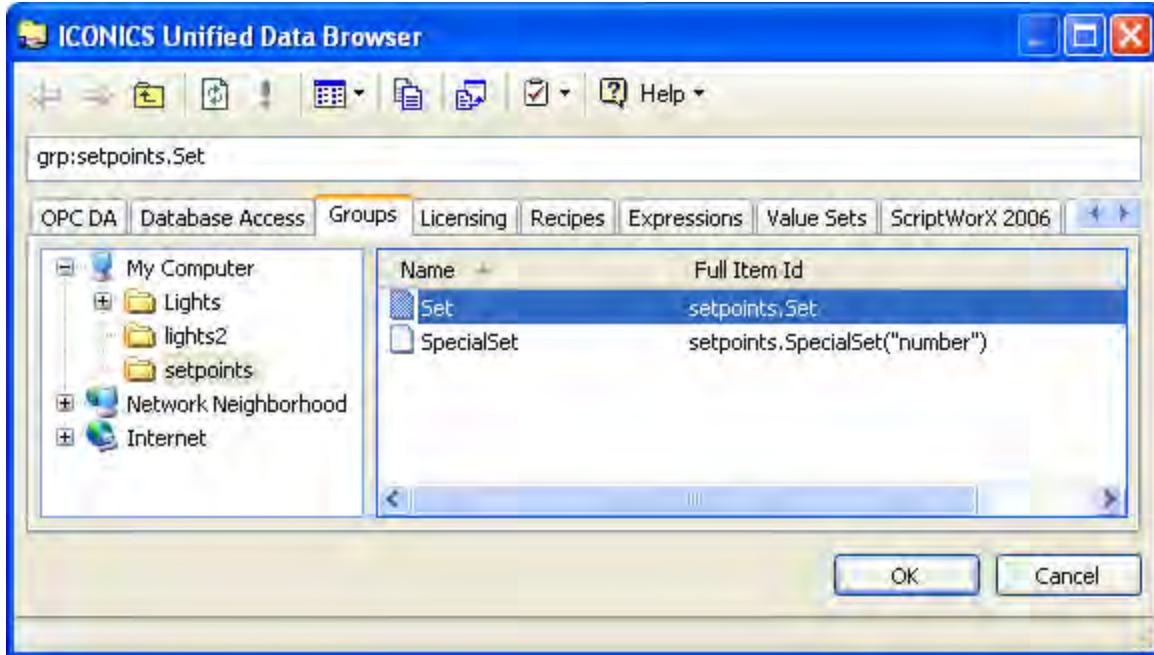 ICONICS Unified Data Browser
Help
grp:setpoints.Set
OPC DA Database Access Groups Licensing Recipes Expressions Value Sets ScriptWorX 2006
My Computer
Lights
lights2
setpoints
Network Neighborhood
Internet
Name Full Item Id
Set setpoints.Set
SpecialSet setpoints.SpecialSet("number")
OK Cancel